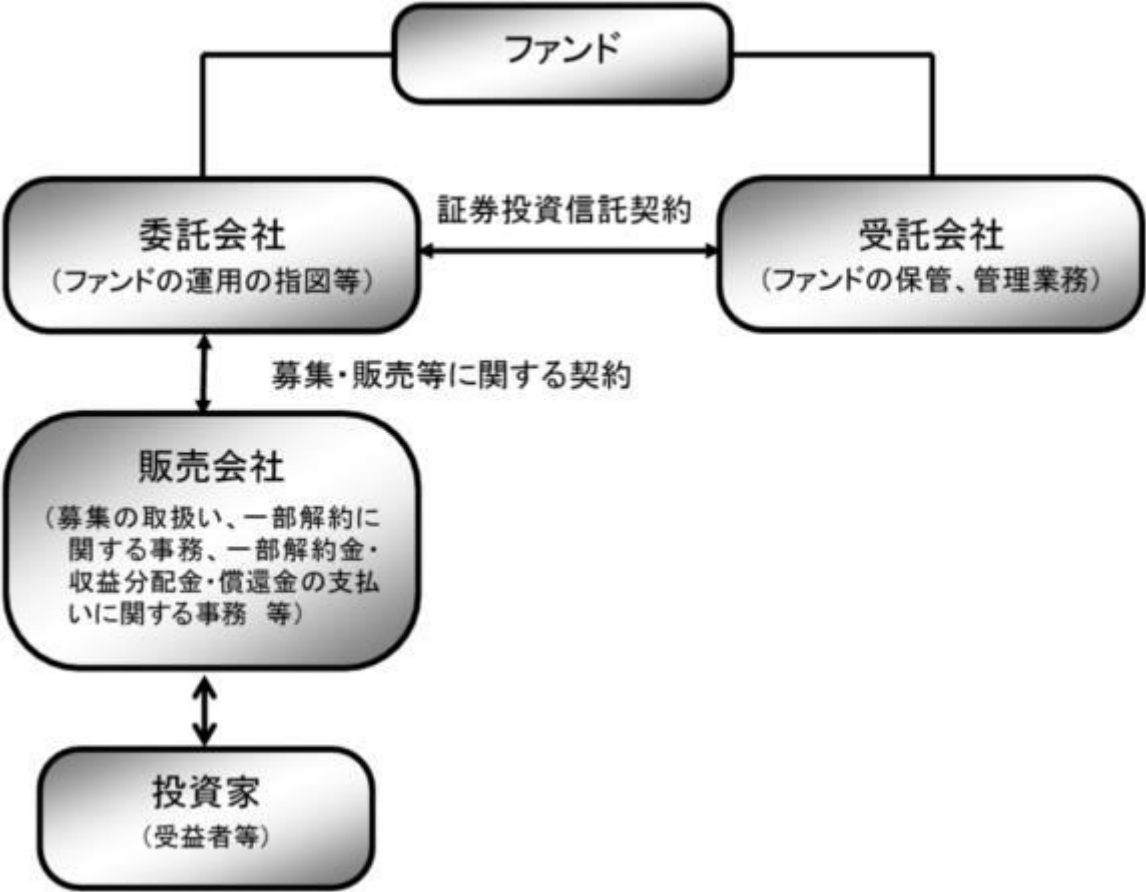 ファンド
証券投資信託契約
委託会社
(ファンドの運用の指図等)
受託会社
(ファンドの保管、管理業務)
募集・販売等に関する契約
販売会社
(募集の取扱い、一部解約に
関する事務、一部解約金・
収益分配金・償還金の支払
いに関する事務 等)
投資家
(受益者等)